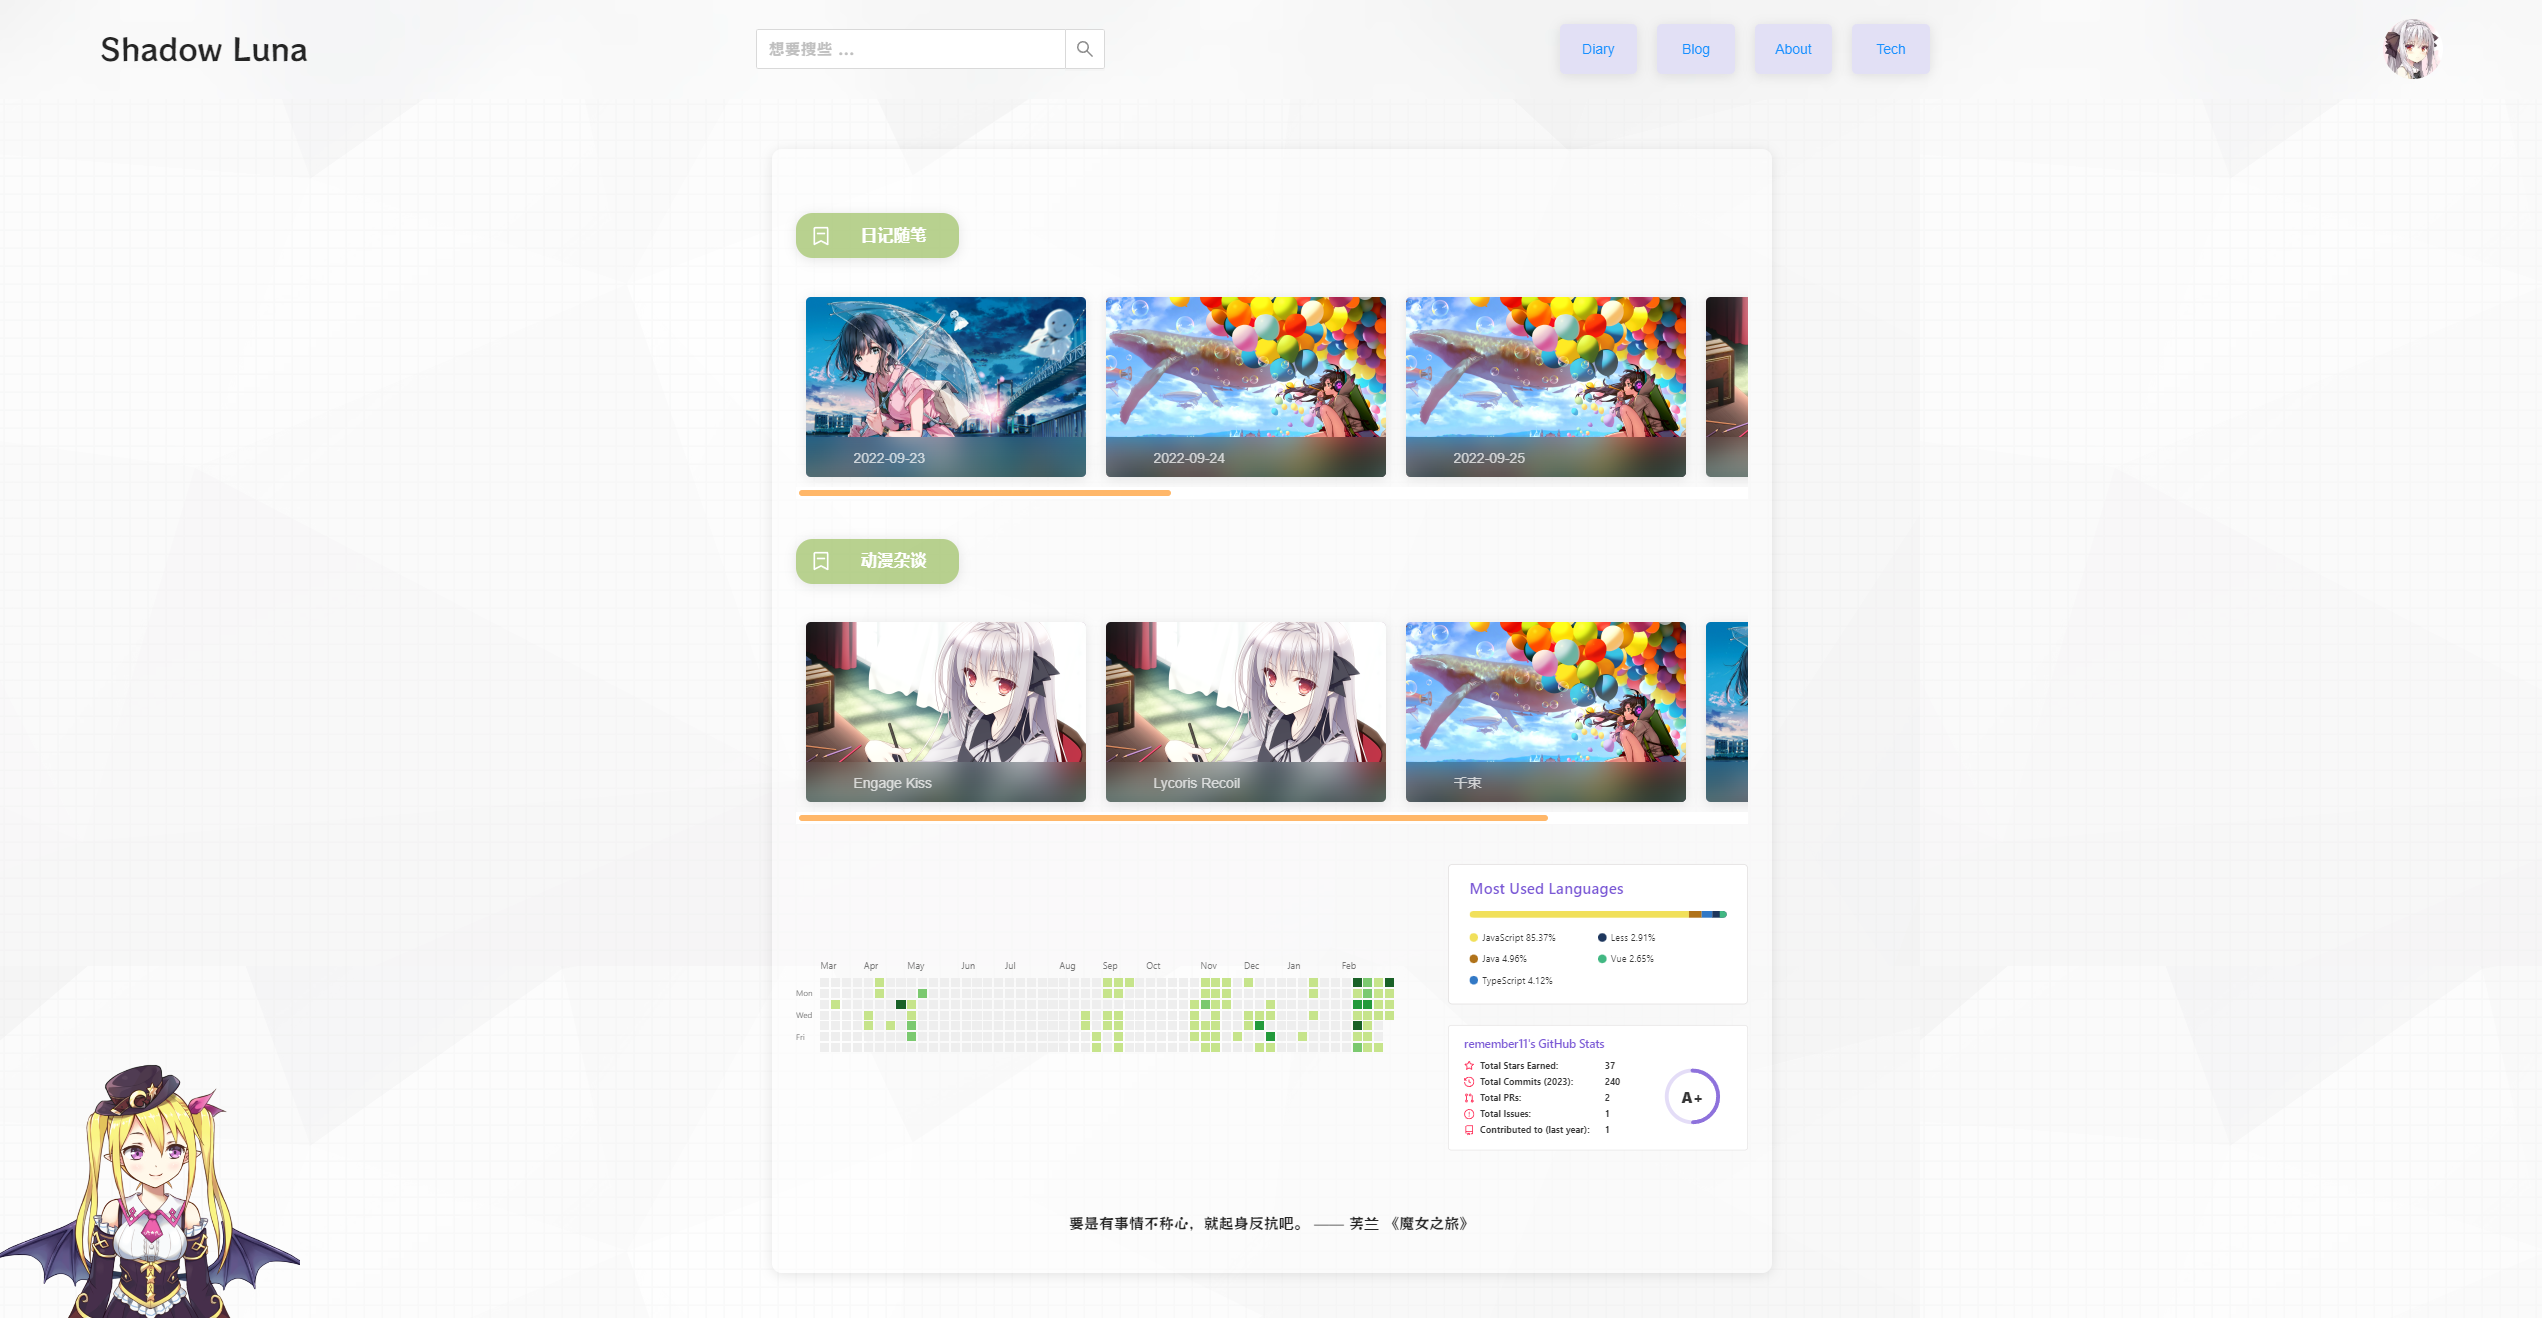 Shadow Luna
想要搜些 ...
Diary
Blog
About
Tech
日记随笔
2022-09-23
2022-09-24
2022-09-25
动漫杂谈
Engage Kiss
Lycoris Recoil
千束
Most Used Languages
JavaScript 85.37%
Less 2.91%
Java 4.96%
Vue 2.65%
TypeScript 4.12%
Mar Apr May Jun Jul Aug Sep Oct Nov Dec Jan Feb
Mon
Wed
Fri
remember11's GitHub Stats
Total Stars Earned: 37
Total Commits (2023): 240
Total PRs: 2
Total Issues: 1
Contributed to (last year): 1
A+
要是有事情不称心，就起身反抗吧。 —— 芙兰 《魔女之旅》